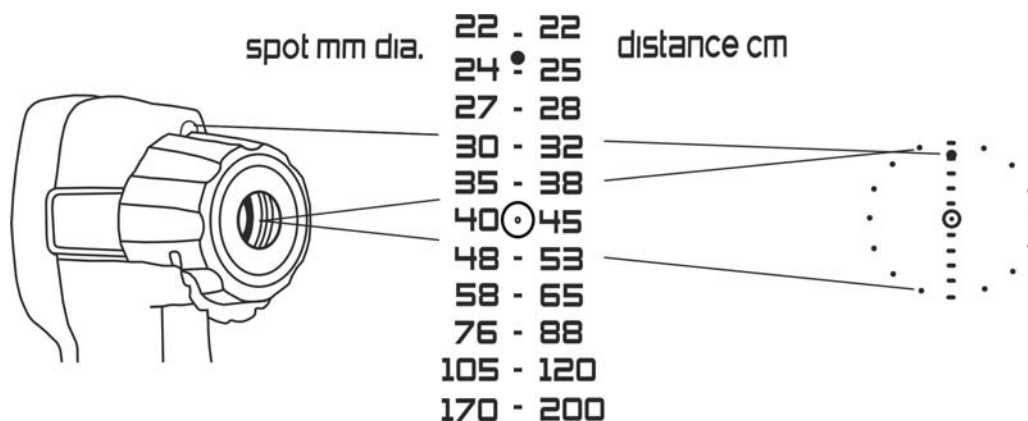 spot mm dia.
distance cm
22 - 22
24 - 25
27 - 28
30 - 32
35 - 38
40 45
48 - 53
58 - 65
76 - 88
105 - 120
170 - 200